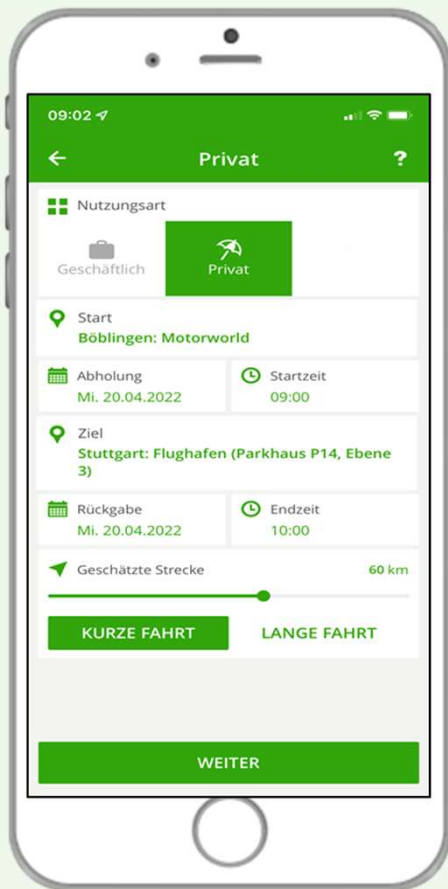 09:02
Privat ?
Nutzungsart
Geschäftlich Privat
Start
Böblingen: Motorworld
Abholung Startzeit
Mi. 20.04.2022 09:00
Ziel
Stuttgart: Flughafen (Parkhaus P14, Ebene
3)
Rückgabe Endzeit
Mi. 20.04.2022 10:00
Geschätzte Strecke 60 km
KURZE FAHRT LANGE FAHRT
WEITER